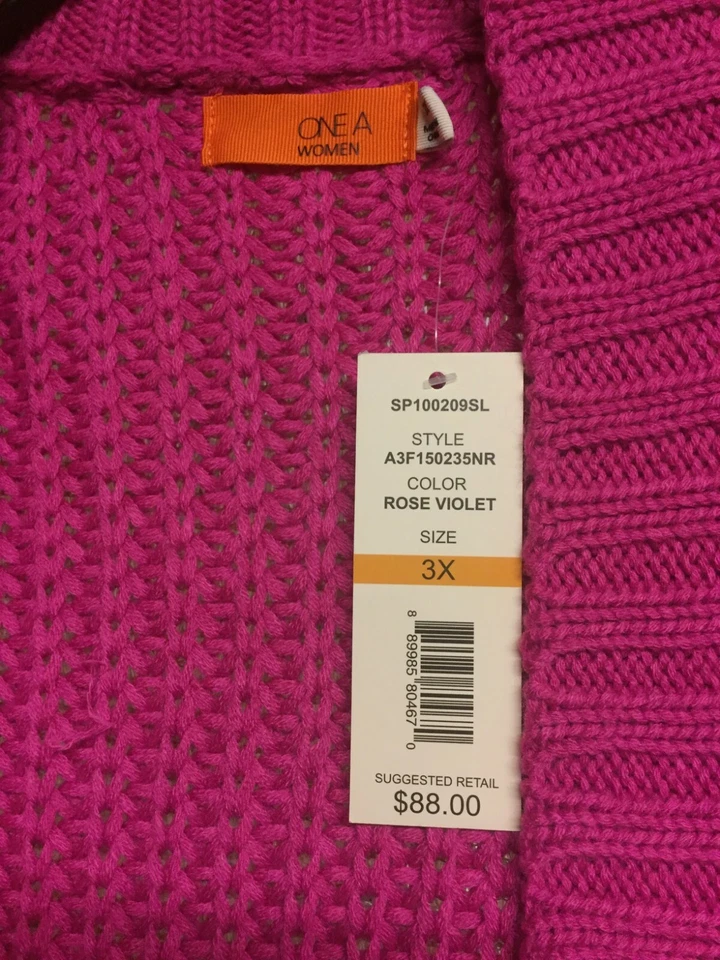 ONE A
WOMEN
SP100209SL
STYLE
A3F150235NR
COLOR
ROSE VIOLET
SIZE
3X
8 89985 80467 0
SUGGESTED RETAIL
$88.00